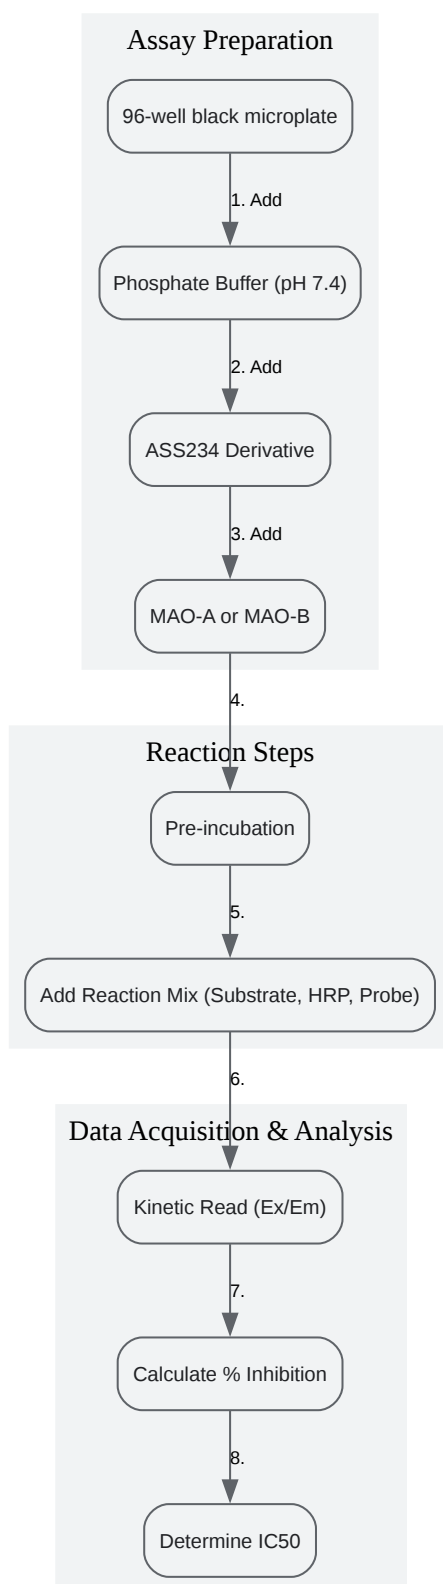 Assay Preparation
96-well black microplate
1. Add
Phosphate Buffer (pH 7.4)
2. Add
ASS234 Derivative
3. Add
MAO-A or MAO-B
4.
Reaction Steps
Pre-incubation
5.
Add Reaction Mix (Substrate, HRP, Probe)
6.
Data Acquisition & Analysis
Kinetic Read (Ex/Em)
7.
Calculate % Inhibition
8.
Determine IC50